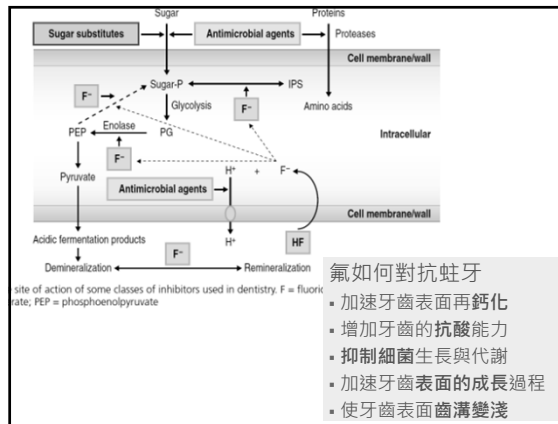 Sugar
Proteins
Sugar substitutes
Antimicrobial agents
Proteases
Cell membrane/wall
Sugar-P
IPS
F⁻
Glycolysis
F⁻
Amino acids
Enolase
PEP
PG
Intracellular
F⁻
Pyruvate
H⁺ + F⁻
Antimicrobial agents
Cell membrane/wall
Acidic fermentation products
H⁺
HF
F⁻
Demineralization
Remineralization
site of action of some classes of inhibitors used in dentistry. F = fluorid
rate; PEP = phosphoenolpyruvate
氟如何對抗蛀牙
▪ 加速牙齒表面再鈣化
▪ 增加牙齒的抗酸能力
▪ 抑制細菌生長與代謝
▪ 加速牙齒表面的成長過程
▪ 使牙齒表面齒溝變淺